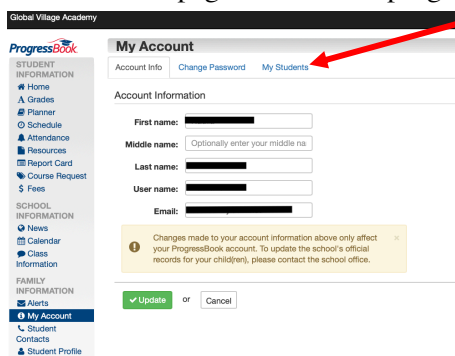 Global Village Academy
ProgressBook
My Account
STUDENT
INFORMATION
Home
Grades
Planner
Schedule
Attendance
Resources
Report Card
Course Request
$ Fees
SCHOOL
INFORMATION
News
Calendar
Class
Information
FAMILY
INFORMATION
Alerts
My Account
Student
Contacts
Student Profile
Account Info Change Password My Students
Account Information
First name:
Middle name: Optionally enter your middle na
Last name:
User name:
Email:
Changes made to your account information above only affect ×
your ProgressBook account. To update the school's official
records for your child(ren), please contact the school office.
Update or Cancel